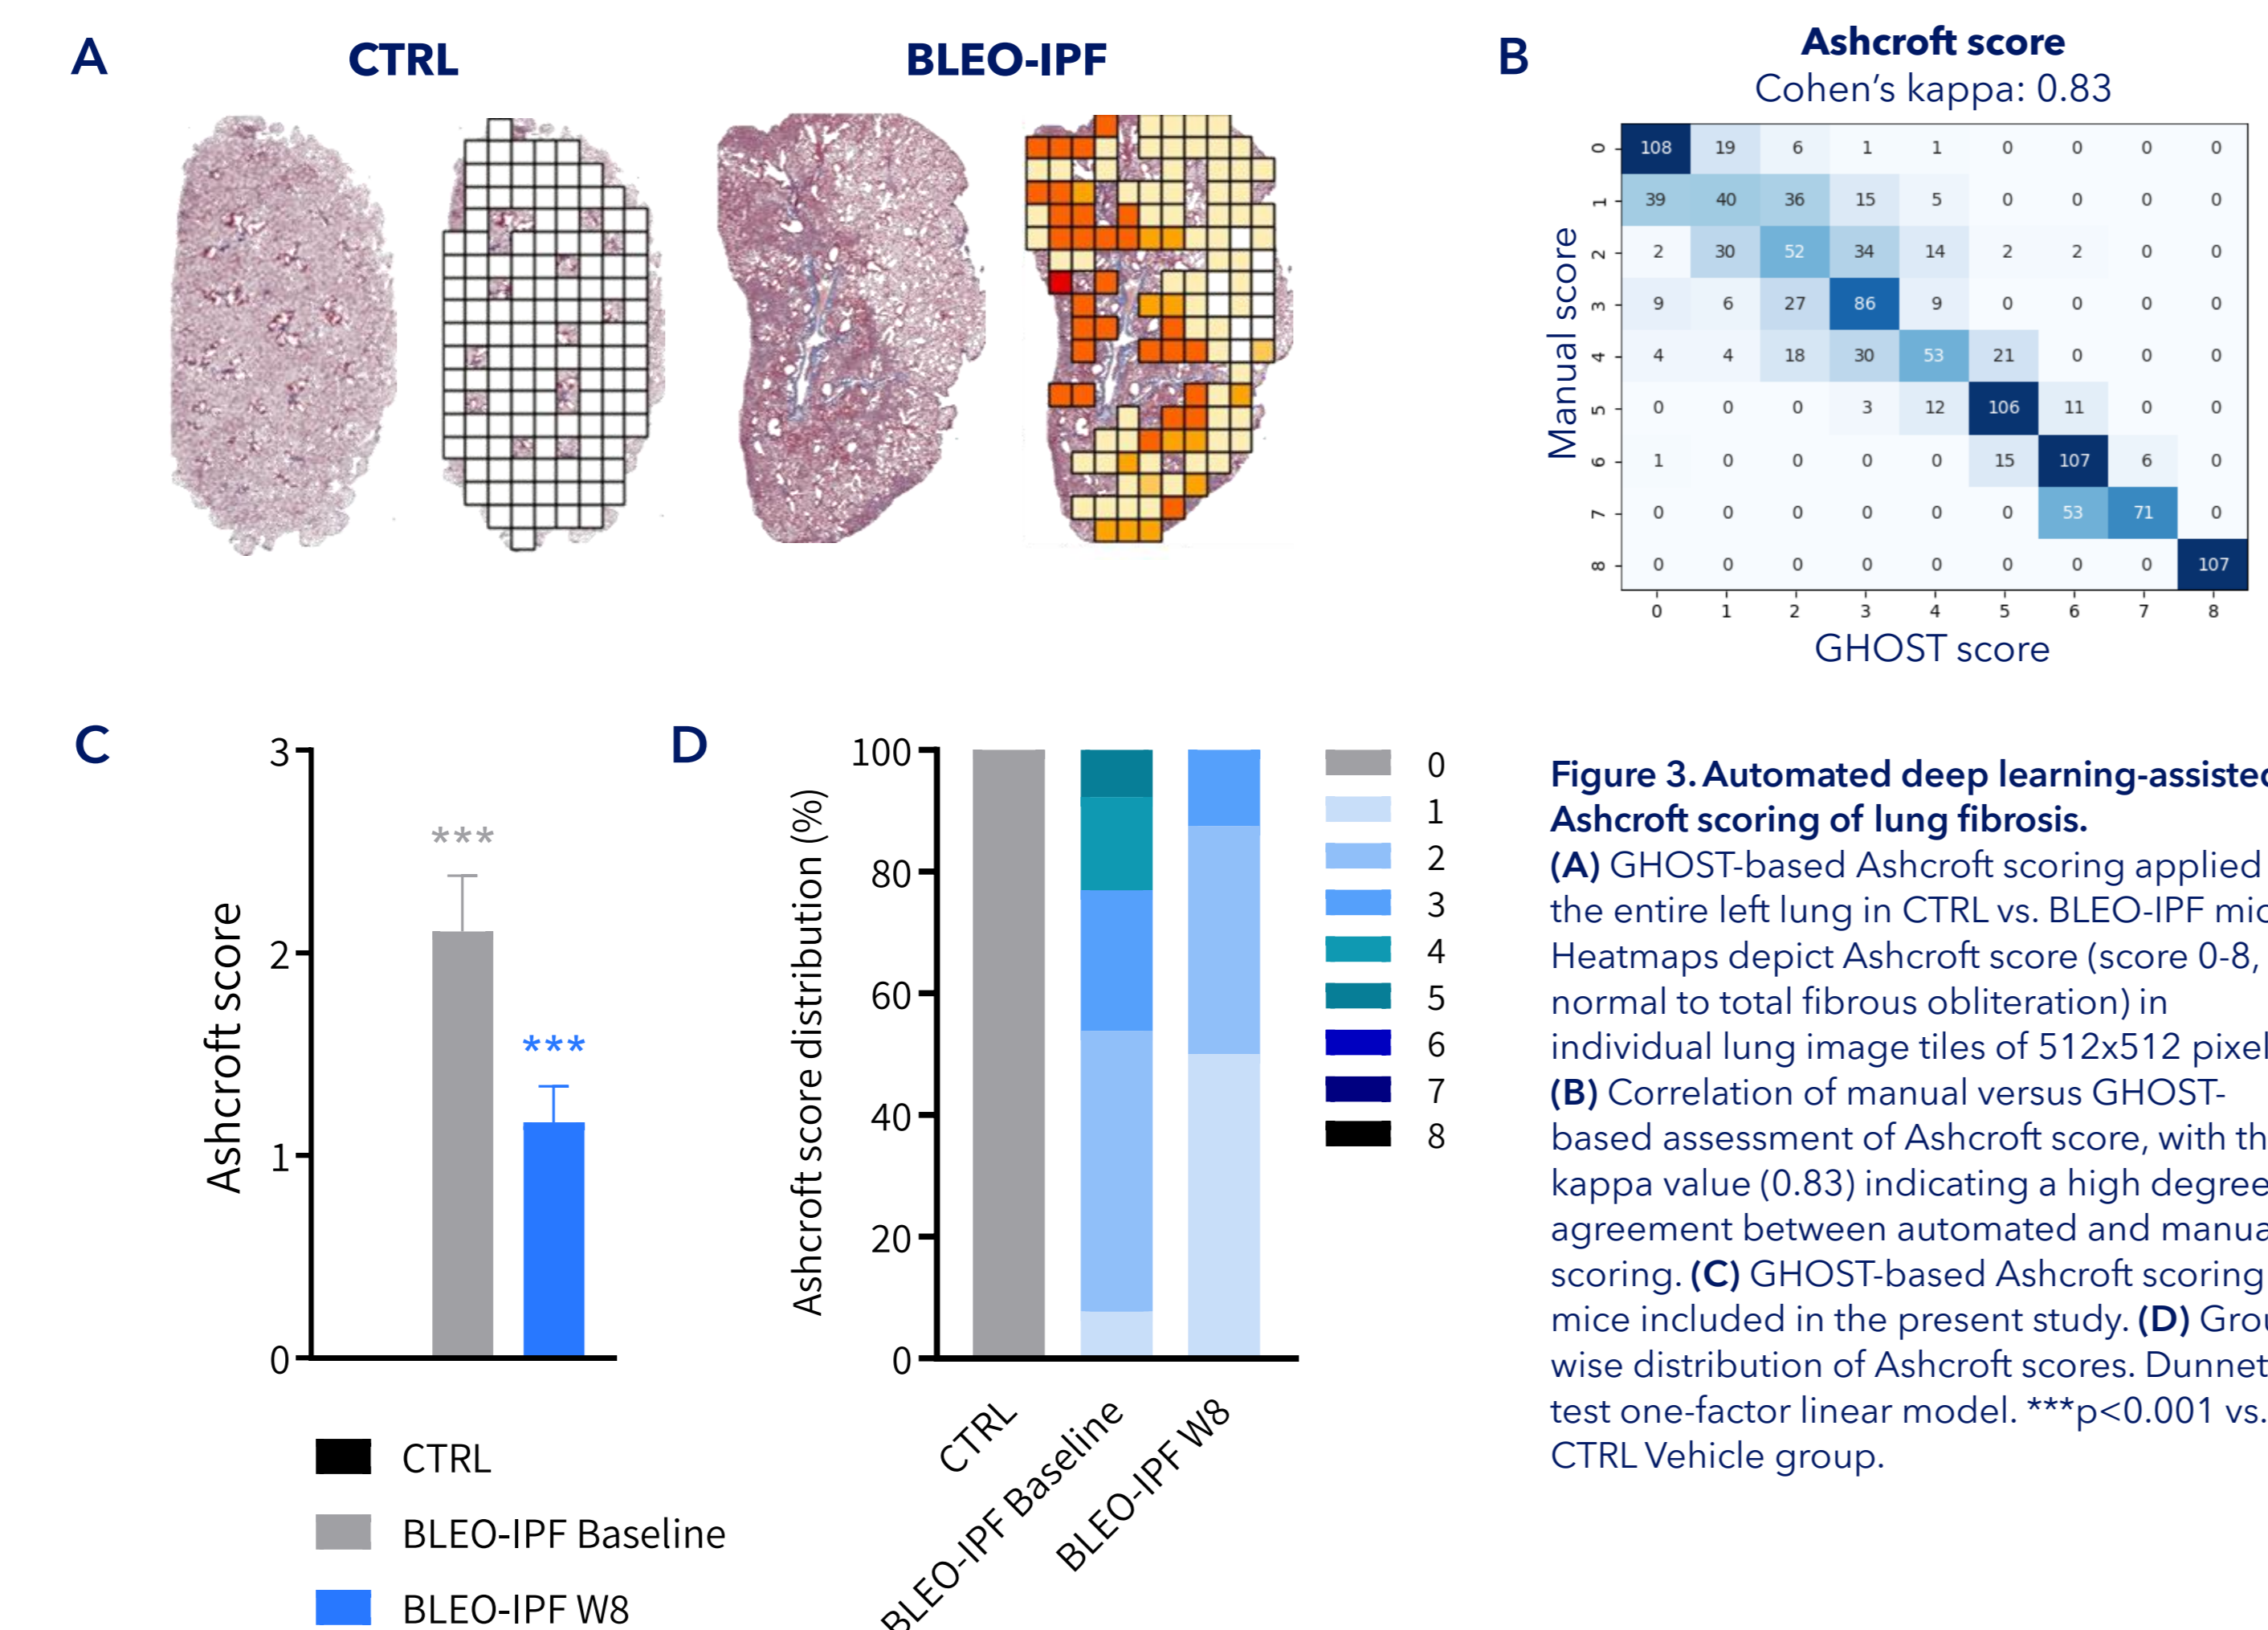 A
CTRL
BLEO-IPF
B
Ashcroft score
Cohen's kappa: 0.83
Manual score
0 108 19 6 1 1 0 0 0 0
1 39 40 36 15 5 0 0 0 0
2 2 30 52 34 14 2 2 0 0
3 9 6 27 86 9 0 0 0 0
4 4 4 18 30 53 21 0 0 0
5 0 0 0 3 12 106 11 0 0
6 1 0 0 0 0 15 107 6 0
7 0 0 0 0 0 0 53 71 0
8 0 0 0 0 0 0 0 0 107
0 1 2 3 4 5 6 7 8
GHOST score
C
Ashcroft score
3
***
2
***
1
0
CTRL
BLEO-IPF Baseline
BLEO-IPF W8
D
Ashcroft score distribution (%)
100
80
60
40
20
0
CTRL
BLEO-IPF Baseline
BLEO-IPF W8
0
1
2
3
4
5
6
7
8
Figure 3. Automated deep learning-assisted
Ashcroft scoring of lung fibrosis.
(A) GHOST-based Ashcroft scoring applied
the entire left lung in CTRL vs. BLEO-IPF mic
Heatmaps depict Ashcroft score (score 0-8,
normal to total fibrous obliteration) in
individual lung image tiles of 512x512 pixel
(B) Correlation of manual versus GHOST-
based assessment of Ashcroft score, with th
kappa value (0.83) indicating a high degree
agreement between automated and manua
scoring. (C) GHOST-based Ashcroft scoring
mice included in the present study. (D) Grou
wise distribution of Ashcroft scores. Dunnet
test one-factor linear model. ***p<0.001 vs.
CTRL Vehicle group.